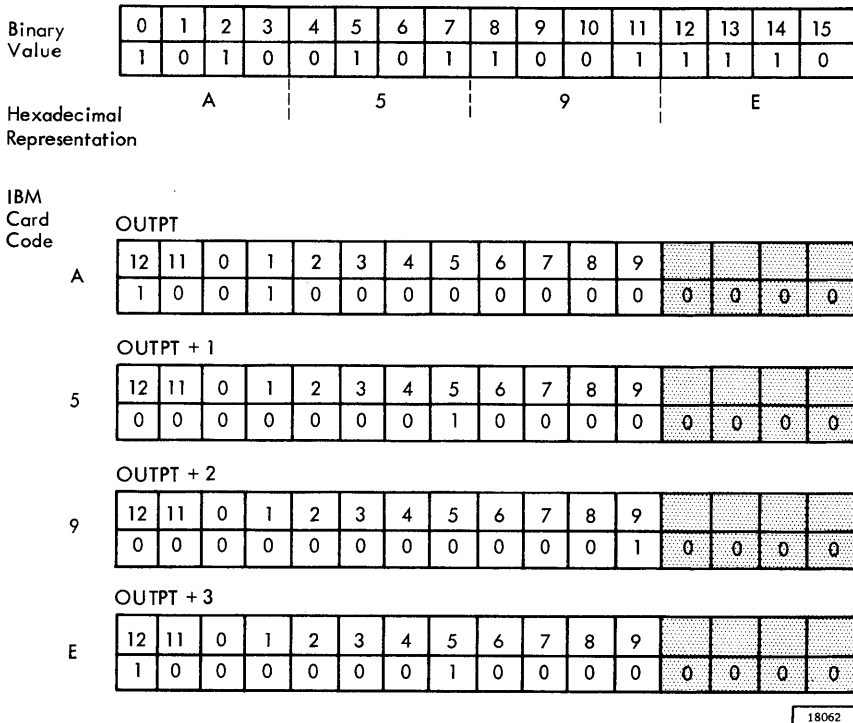 Binary Value
0 1 2 3 4 5 6 7 8 9 10 11 12 13 14 15
1 0 1 0 0 1 0 1 1 0 0 1 1 1 1 0
Hexadecimal Representation
A 5 9 E
IBM Card Code
OUTPT
A
12 11 0 1 2 3 4 5 6 7 8 9
1 0 0 1 0 0 0 0 0 0 0 0 0 0 0 0
OUTPT + 1
5
12 11 0 1 2 3 4 5 6 7 8 9
0 0 0 0 0 0 0 1 0 0 0 0 0 0 0 0
OUTPT + 2
9
12 11 0 1 2 3 4 5 6 7 8 9
0 0 0 0 0 0 0 0 0 0 0 1 0 0 0 0
OUTPT + 3
E
12 11 0 1 2 3 4 5 6 7 8 9
1 0 0 0 0 0 0 1 0 0 0 0 0 0 0 0
18062